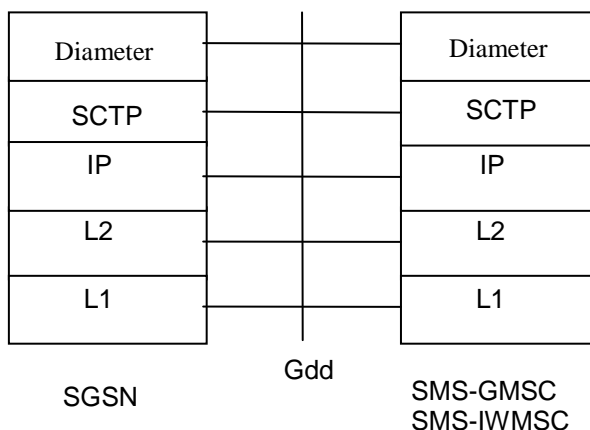 Diameter
SCTP
IP
L2
L1
SGSN
Gdd
Diameter
SCTP
IP
L2
L1
SMS-GMSC
SMS-IWMSC